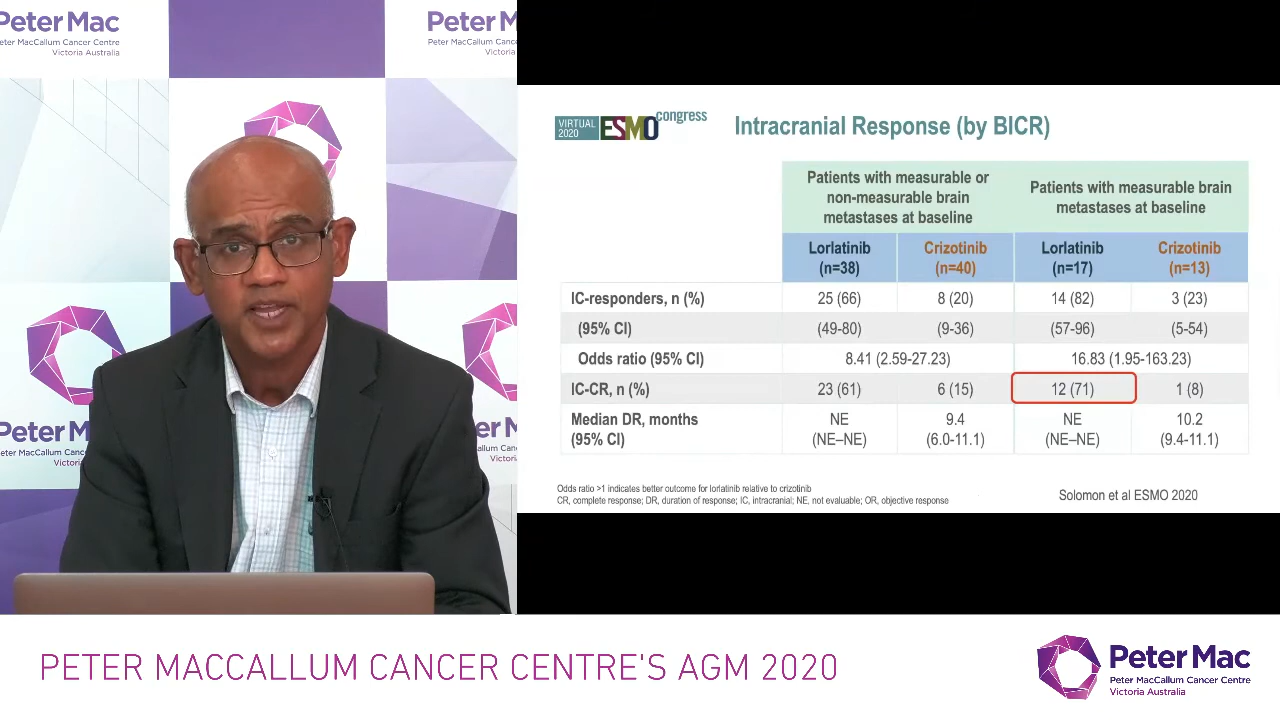 Peter Mac
eter MacCallum Cancer Centre
Victoria Australia
Peter M
Peter MacCallum Cancer Cent
Victoria
Peter
er M
Victoria
VIRTUAL
2020
ESMO
congress
Intracranial Response (by BICR)
Patients with measurable or
non-measurable brain
metastases at baseline
Patients with measurable brain
metastases at baseline
Lorlatinib
(n=38)
Crizotinib
(n=40)
Lorlatinib
(n=17)
Crizotinib
(n=13)
IC-responders, n (%) 25 (66) 8 (20) 14 (82) 3 (23)
(95% CI) (49-80) (9-36) (57-96) (5-54)
Odds ratio (95% CI) 8.41 (2.59-27.23) 16.83 (1.95-163.23)
IC-CR, n (%) 23 (61) 6 (15) 12 (71) 1 (8)
Median DR, months NE 9.4 NE 10.2
(95% CI) (NE–NE) (6.0-11.1) (NE–NE) (9.4-11.1)
Odds ratio >1 indicates better outcome for lorlatinib relative to crizotinib
CR, complete response; DR, duration of response; IC, intracranial; NE, not evaluable; OR, objective response
Solomon et al ESMO 2020
PETER MACCALLUM CANCER CENTRE'S AGM 2020
Peter Mac
Peter MacCallum Cancer Centre
Victoria Australia